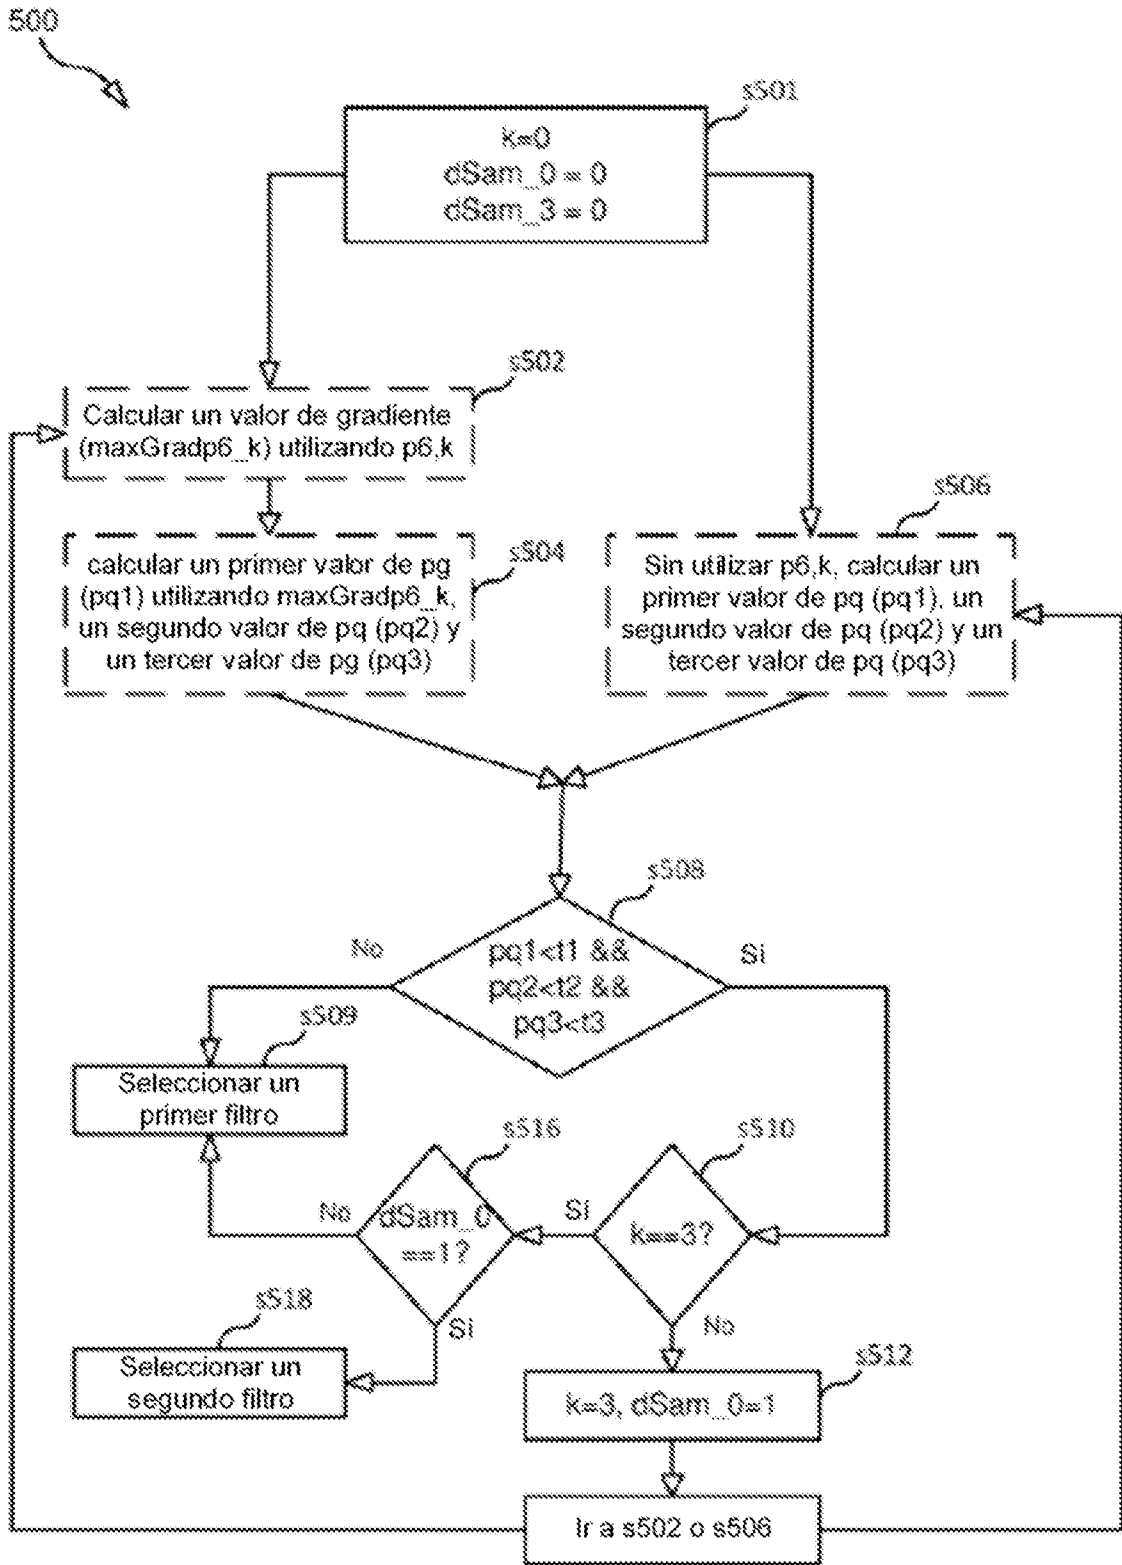 500
s501
k=0
dSam_0 = 0
dSam_3 = 0
s502
Calcular un valor de gradiente
(maxGradp6_k) utilizando p6,k
s504
calcular un primer valor de pg
(pq1) utilizando maxGradp6_k,
un segundo valor de pq (pq2) y
un tercer valor de pg (pq3)
s506
Sin utilizar p6,k, calcular un
primer valor de pq (pq1), un
segundo valor de pq (pq2) y un
tercer valor de pq (pq3)
s508
No
Sí
pq1<t1 &&
pq2<t2 &&
pq3<t3
s509
Seleccionar un
primer filtro
s516
No
dSam_0
==1?
Sí
s510
Sí
k==3?
No
s518
Seleccionar un
segundo filtro
s512
k=3, dSam_0=1
Ir a s502 o s506